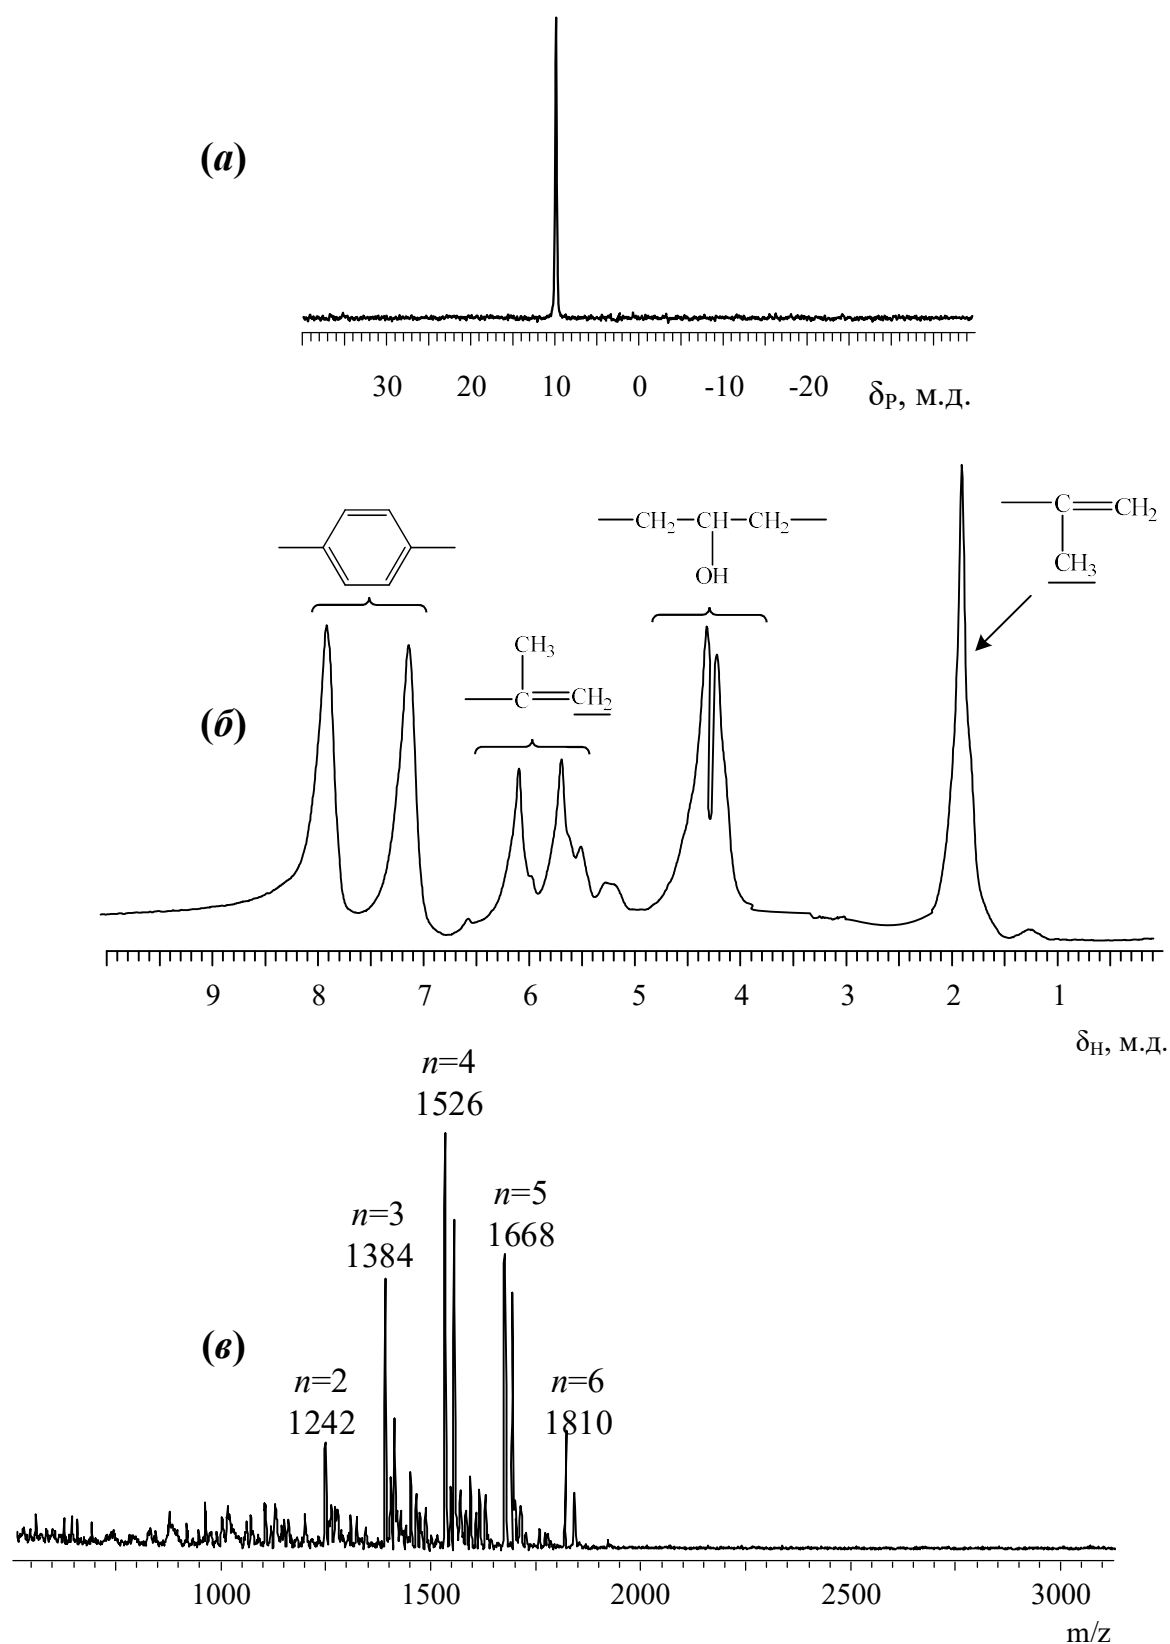 (а)
30 20 10 0 -10 -20 δP, м.д.
CH2 CH CH2
OH
C CH2
CH3
CH3
C CH2
(б)
9 8 7 6 5 4 3 2 1
δH, м.д.
n=4
1526
n=3
1384
n=5
1668
(в)
n=2
1242
n=6
1810
1000 1500 2000 2500 3000
m/z